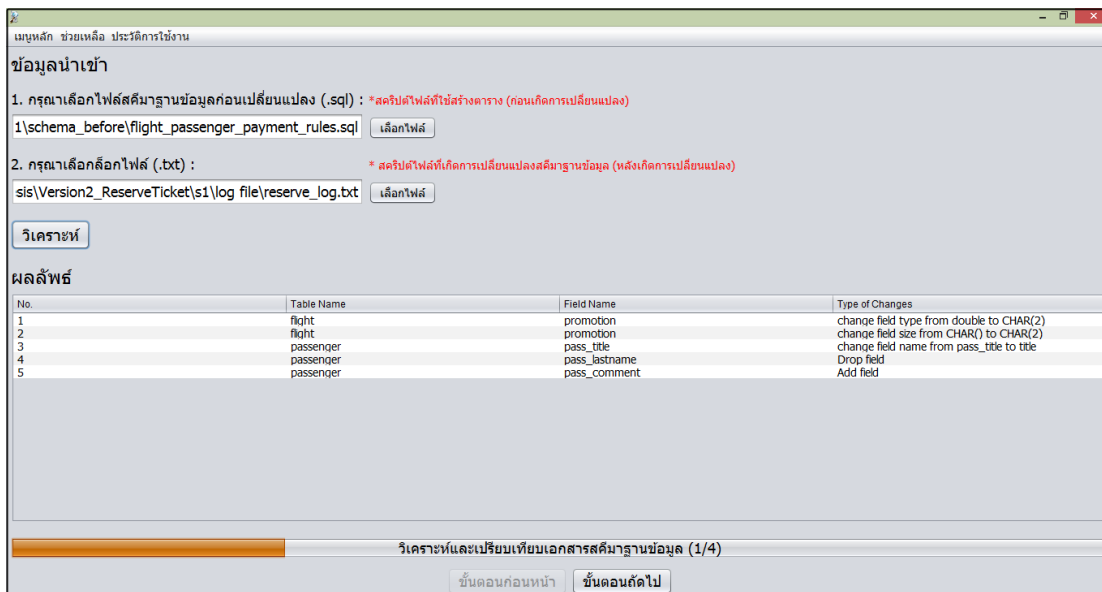 เมนูหลัก ช่วยเหลือ ประวัติการใช้งาน
ข้อมูลนำเข้า
1. กรุณาเลือกไฟล์สคีมาฐานข้อมูลก่อนเปลี่ยนแปลง (.sql) : *สคริปต์ไฟล์ที่ใช้สร้างตาราง (ก่อนเกิดการเปลี่ยนแปลง)
1\schema_before\flight_passenger_payment_rules.sql เลือกไฟล์
2. กรุณาเลือกล็อกไฟล์ (.txt) : * สคริปต์ไฟล์ที่เกิดการเปลี่ยนแปลงสคีมาฐานข้อมูล (หลังเกิดการเปลี่ยนแปลง)
sis\Version2_ReserveTicket\s1\log file\reserve_log.txt เลือกไฟล์
วิเคราะห์
ผลลัพธ์
No. Table Name Field Name Type of Changes
1 flight promotion change field type from double to CHAR(2)
2 flight promotion change field size from CHAR() to CHAR(2)
3 passenger pass_title change field name from pass_title to title
4 passenger pass_lastname Drop field
5 passenger pass_comment Add field
วิเคราะห์และเปรียบเทียบเอกสารสคีมาฐานข้อมูล (1/4)
ขั้นตอนก่อนหน้า ขั้นตอนถัดไป